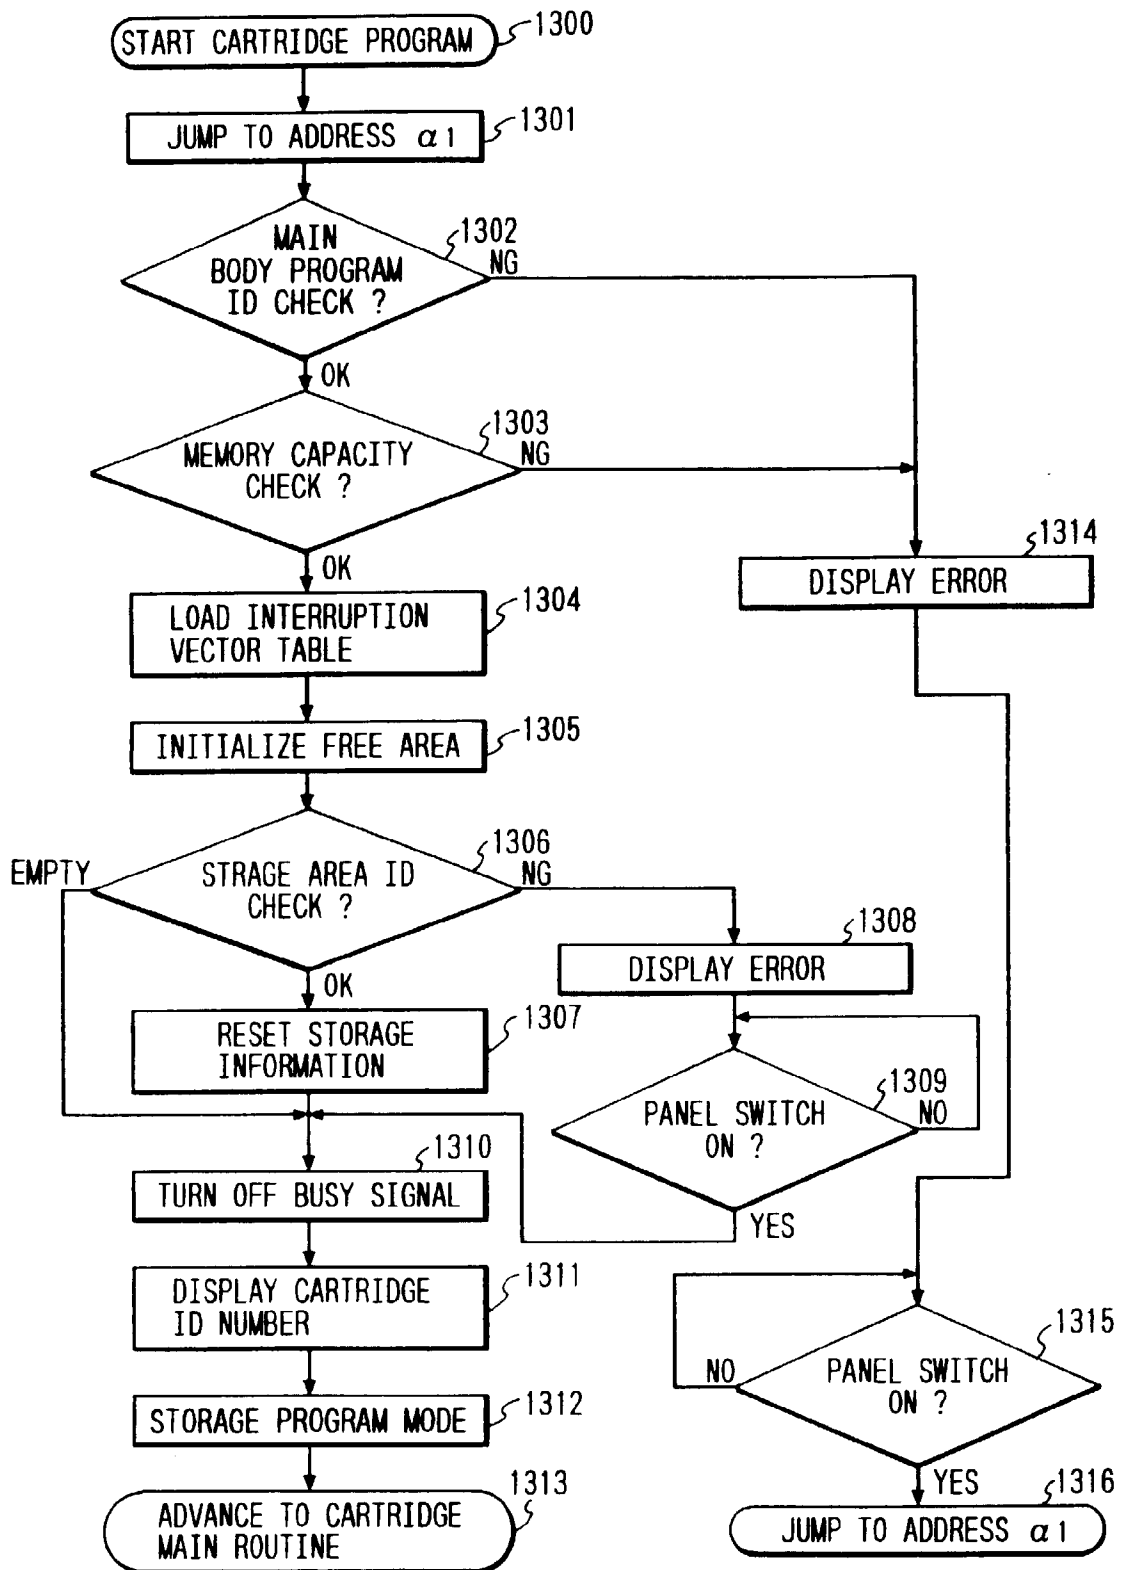 START CARTRIDGE PROGRAM
1300
JUMP TO ADDRESS α1
1301
MAIN
BODY PROGRAM
ID CHECK ?
1302
NG
OK
MEMORY CAPACITY
CHECK ?
1303
NG
OK
1314
DISPLAY ERROR
LOAD INTERRUPTION
VECTOR TABLE
1304
INITIALIZE FREE AREA
1305
EMPTY
STRAGE AREA ID
CHECK ?
1306
NG
OK
1308
DISPLAY ERROR
RESET STORAGE
INFORMATION
1307
PANEL SWITCH
ON ?
1309
NO
YES
1310
TURN OFF BUSY SIGNAL
DISPLAY CARTRIDGE
ID NUMBER
1311
PANEL SWITCH
ON ?
1315
NO
YES
STORAGE PROGRAM MODE
1312
ADVANCE TO CARTRIDGE
MAIN ROUTINE
1313
1316
JUMP TO ADDRESS α1